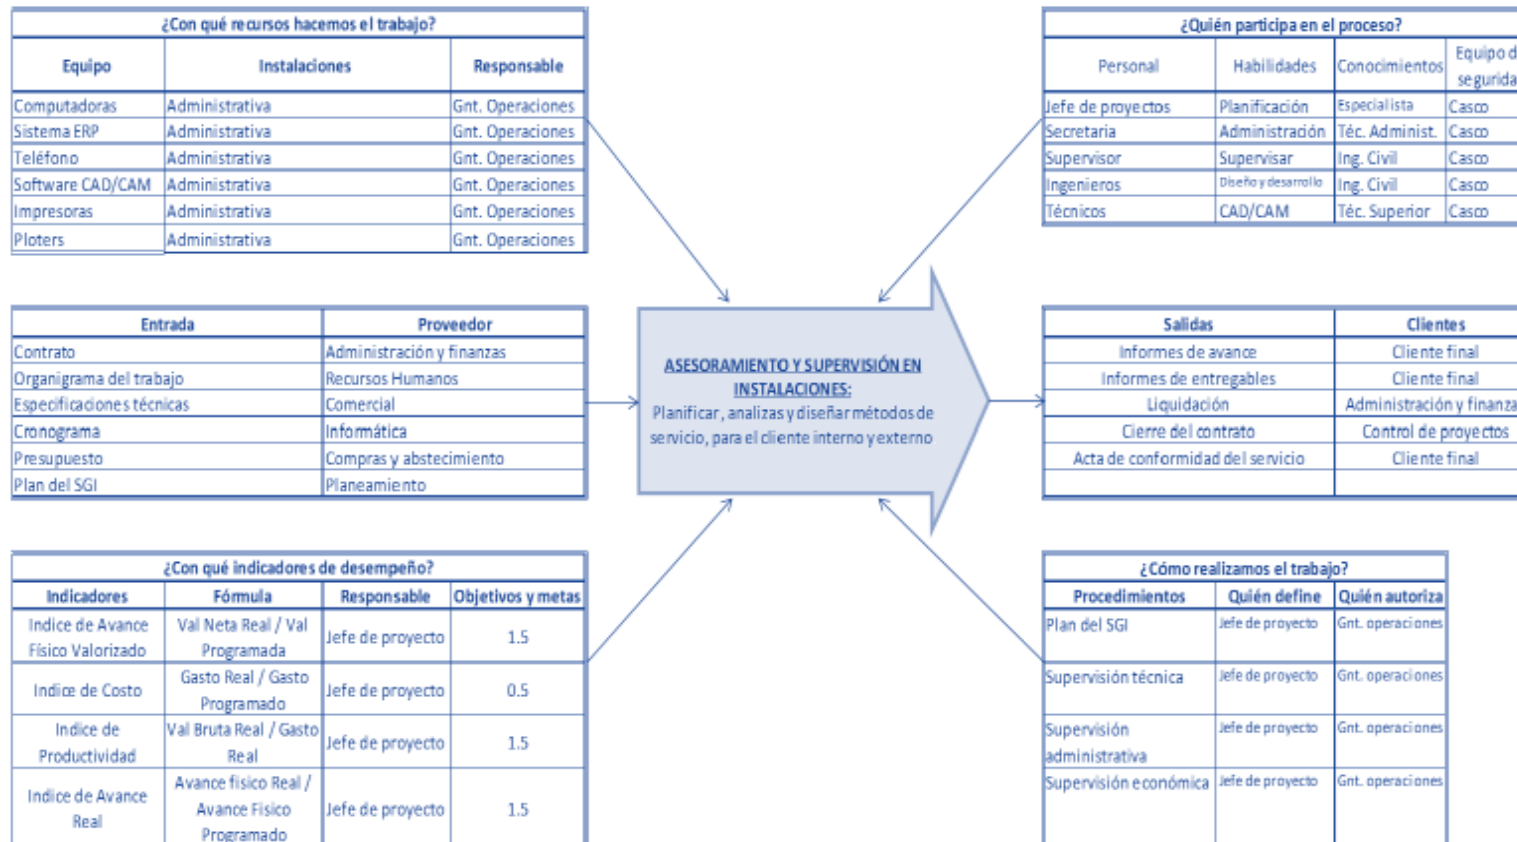 ¿Con qué recursos hacemos el trabajo?
Equipo Instalaciones Responsable
Computadoras Administrativa Gnt. Operaciones
Sistema ERP Administrativa Gnt. Operaciones
Teléfono Administrativa Gnt. Operaciones
Software CAD/CAM Administrativa Gnt. Operaciones
Impresoras Administrativa Gnt. Operaciones
Ploters Administrativa Gnt. Operaciones
¿Quién participa en el proceso?
Personal Habilidades Conocimientos Equipo d
segurida
Jefe de proyectos Planificación Especialista Casco
Secretaria Administración Téc. Administ. Casco
Supervisor Supervisar Ing. Civil Casco
Ingenieros Diseño y desarrollo Ing. Civil Casco
Técnicos CAD/CAM Téc. Superior Casco
Entrada Proveedor
Contrato Administración y finanzas
Organigrama del trabajo Recursos Humanos
Especificaciones técnicas Comercial
Cronograma Informática
Presupuesto Compras y abstecimiento
Plan del SGI Planeamiento
ASESORAMIENTO Y SUPERVISIÓN EN
INSTALACIONES:
Planificar, analizas y diseñar métodos de
servicio, para el cliente interno y externo
Salidas Clientes
Informes de avance Cliente final
Informes de entregables Cliente final
Liquidación Administración y finanza
Cierre del contrato Control de proyectos
Acta de conformidad del servicio Cliente final
¿Con qué indicadores de desempeño?
Indicadores Fórmula Responsable Objetivos y metas
Indice de Avance
Físico Valorizado
Val Neta Real / Val
Programada
Jefe de proyecto 1.5
Indice de Costo
Gasto Real / Gasto
Programado
Jefe de proyecto 0.5
Indice de
Productividad
Val Bruta Real / Gasto
Real
Jefe de proyecto 1.5
Indice de Avance
Real
Avance fisico Real /
Avance Fisico
Programado
Jefe de proyecto 1.5
¿Cómo realizamos el trabajo?
Procedimientos Quién define Quién autoriza
Plan del SGI Jefe de proyecto Gnt. operaciones
Supervisión técnica Jefe de proyecto Gnt. operaciones
Supervisión
administrativa
Jefe de proyecto Gnt. operaciones
Supervisión económica Jefe de proyecto Gnt. operaciones